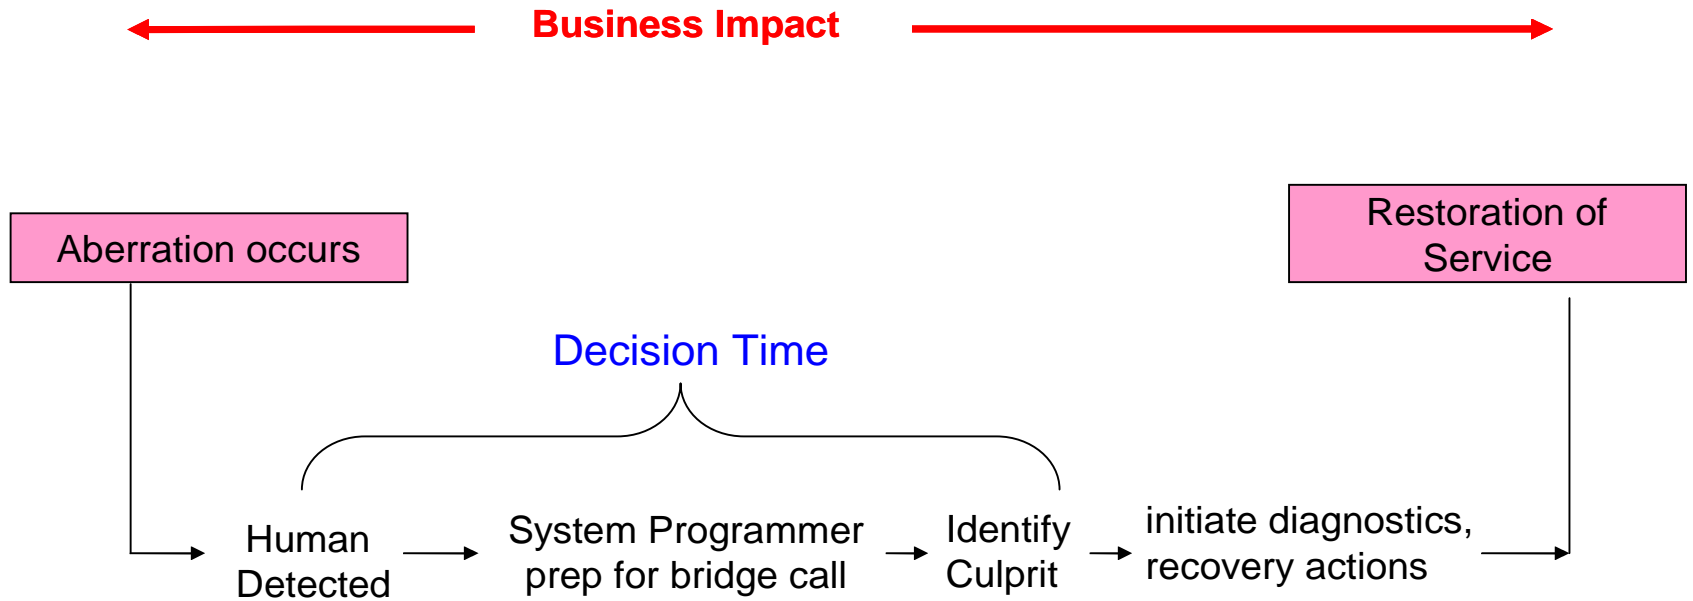 Business Impact
Aberration occurs
Restoration of
Service
Decision Time
Human
Detected
System Programmer
prep for bridge call
Identify
Culprit
initiate diagnostics,
recovery actions